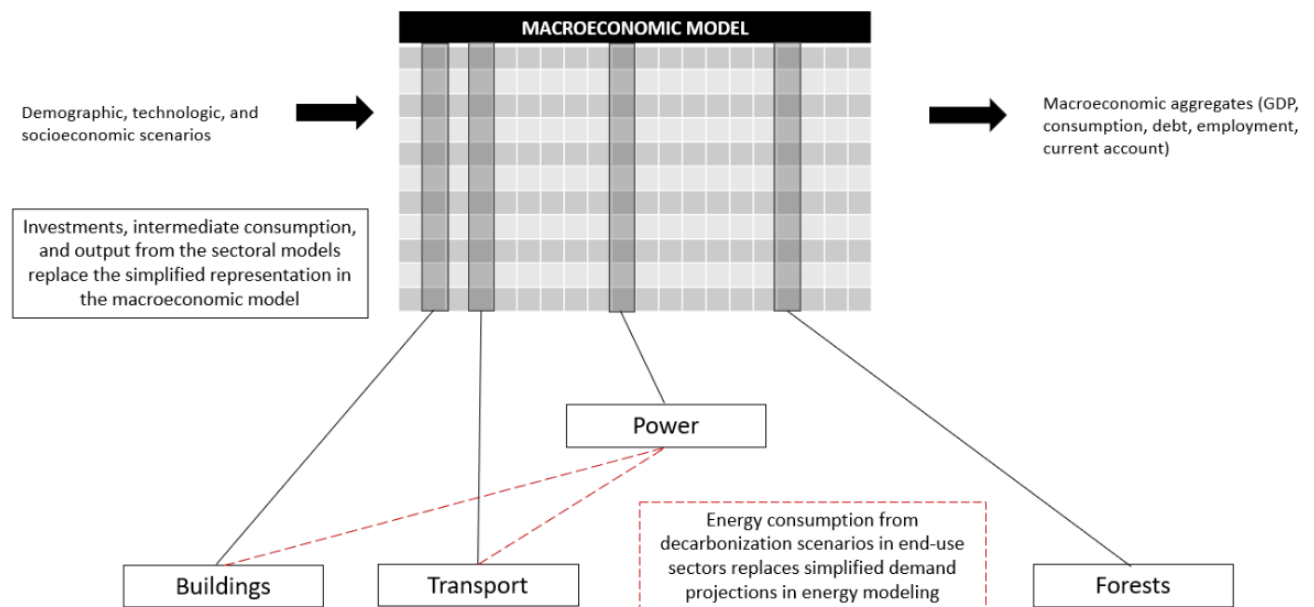 MACROECONOMIC MODEL
Demographic, technologic, and
socioeconomic scenarios
Macroeconomic aggregates (GDP,
consumption, debt, employment,
current account)
Investments, intermediate consumption,
and output from the sectoral models
replace the simplified representation in
the macroeconomic model
Power
Energy consumption from
decarbonization scenarios in end-use
sectors replaces simplified demand
projections in energy modeling
Buildings
Transport
Forests